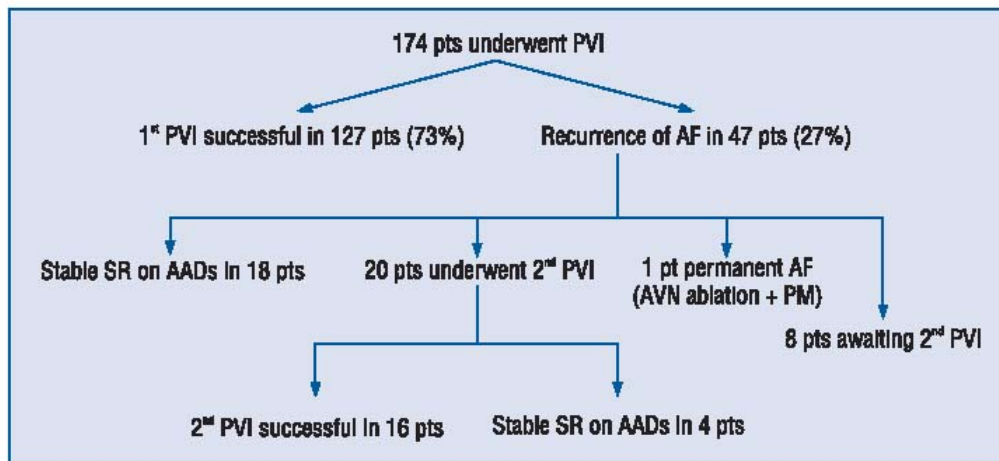 174 pts underwent PVI
1st PVI successful in 127 pts (73%)
Recurrence of AF in 47 pts (27%)
Stable SR on AADs in 18 pts
20 pts underwent 2nd PVI
1 pt permanent AF
(AVN ablation + PM)
8 pts awaiting 2nd PVI
2nd PVI successful in 16 pts
Stable SR on AADs in 4 pts